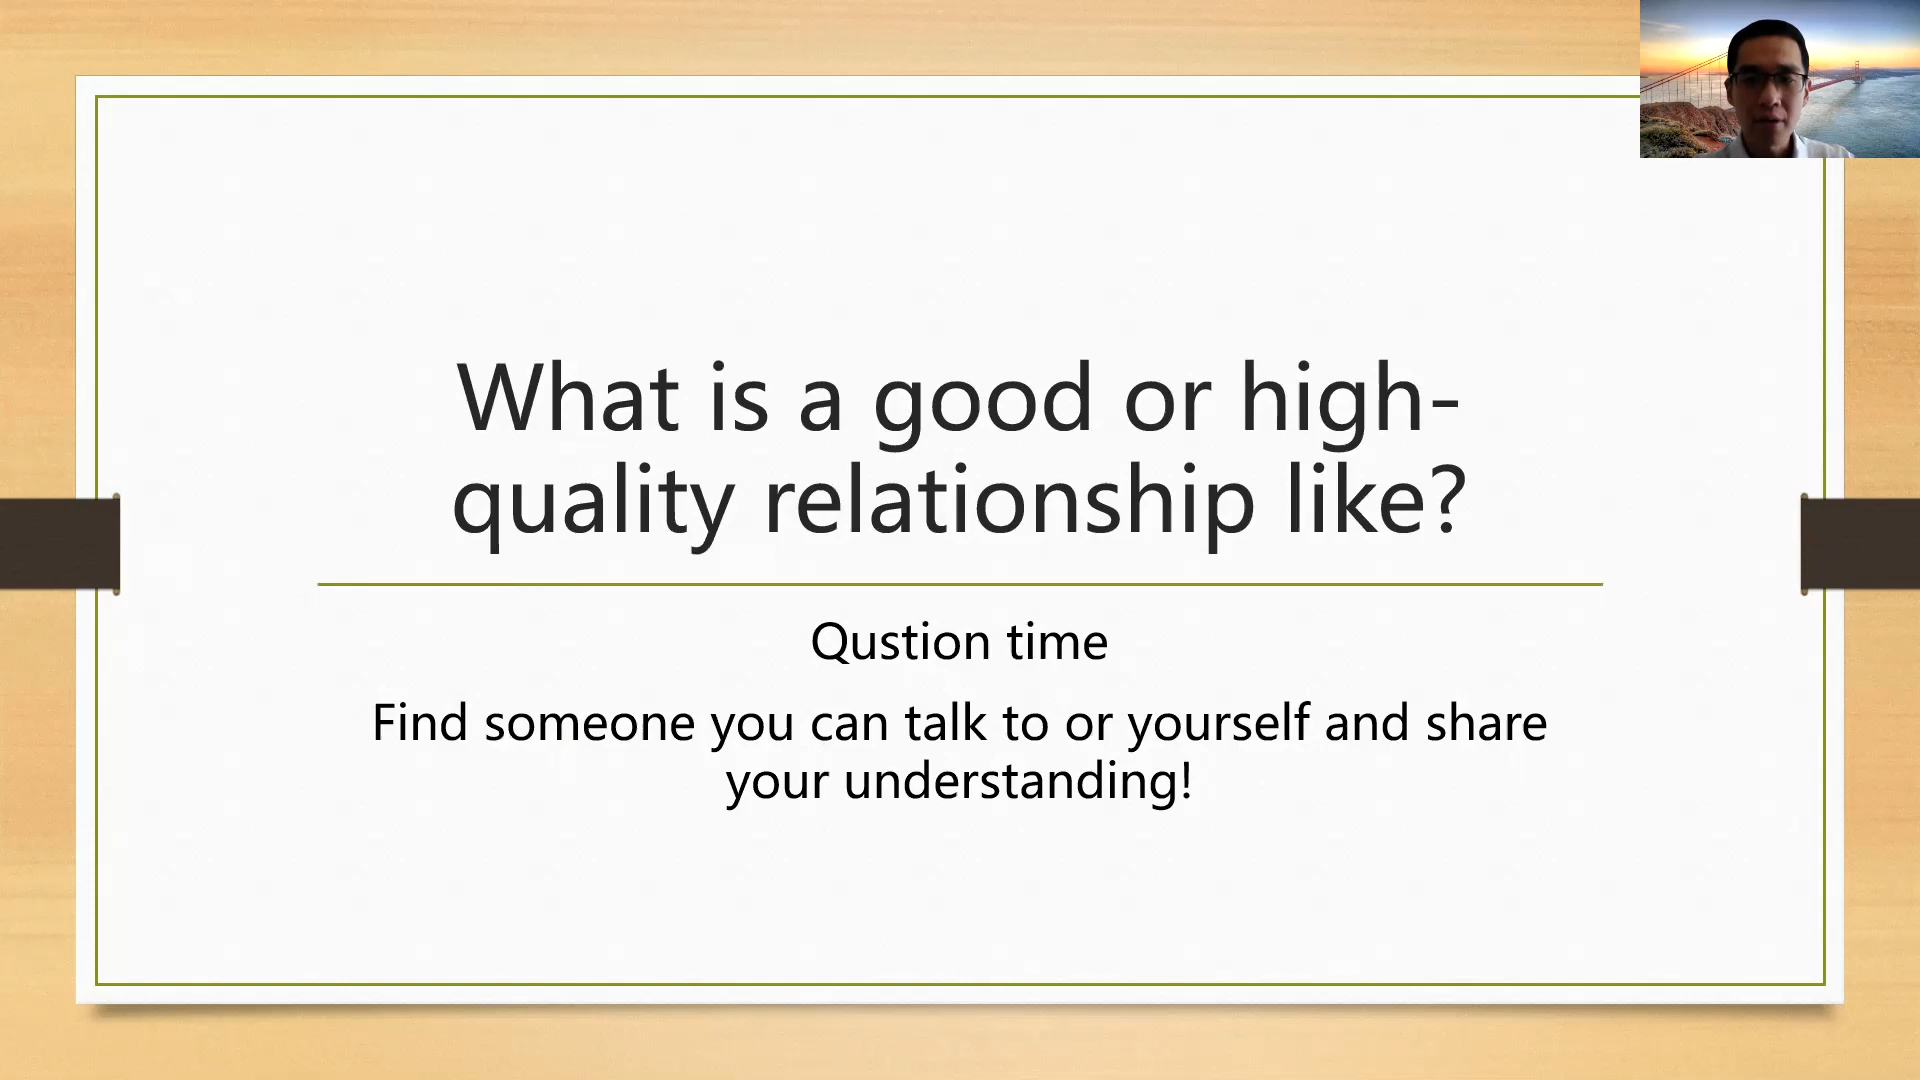 What is a good or high-
quality relationship like?
Qustion time
Find someone you can talk to or yourself and share
your understanding!